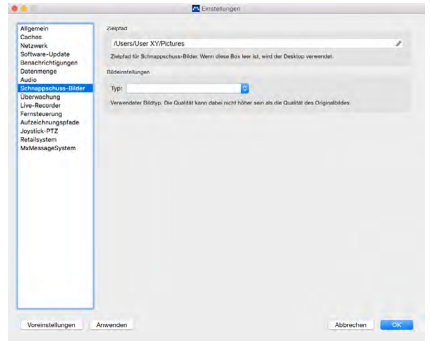 Einstellungen
Allgemein
Caches
Netzwerk
Software-Update
Benachrichtigungen
Datenmenge
Audio
Schnappschuss-Bilder
Überwachung
Live-Recorder
Fernsteuerung
Aufzeichnungspfade
Joystick-PTZ
Retailsystem
MxMessageSystem
Zielpfad
/Users/User XY/Pictures
Zielpfad für Schnappschuss-Bilder. Wenn diese Box leer ist, wird der Desktop verwendet.
Bildeinstellungen
Typ:
Verwendeter Bildtyp. Die Qualität kann dabei nicht höher sein als die Qualität des Originalbildes.
Voreinstellungen
Anwenden
Abbrechen
OK